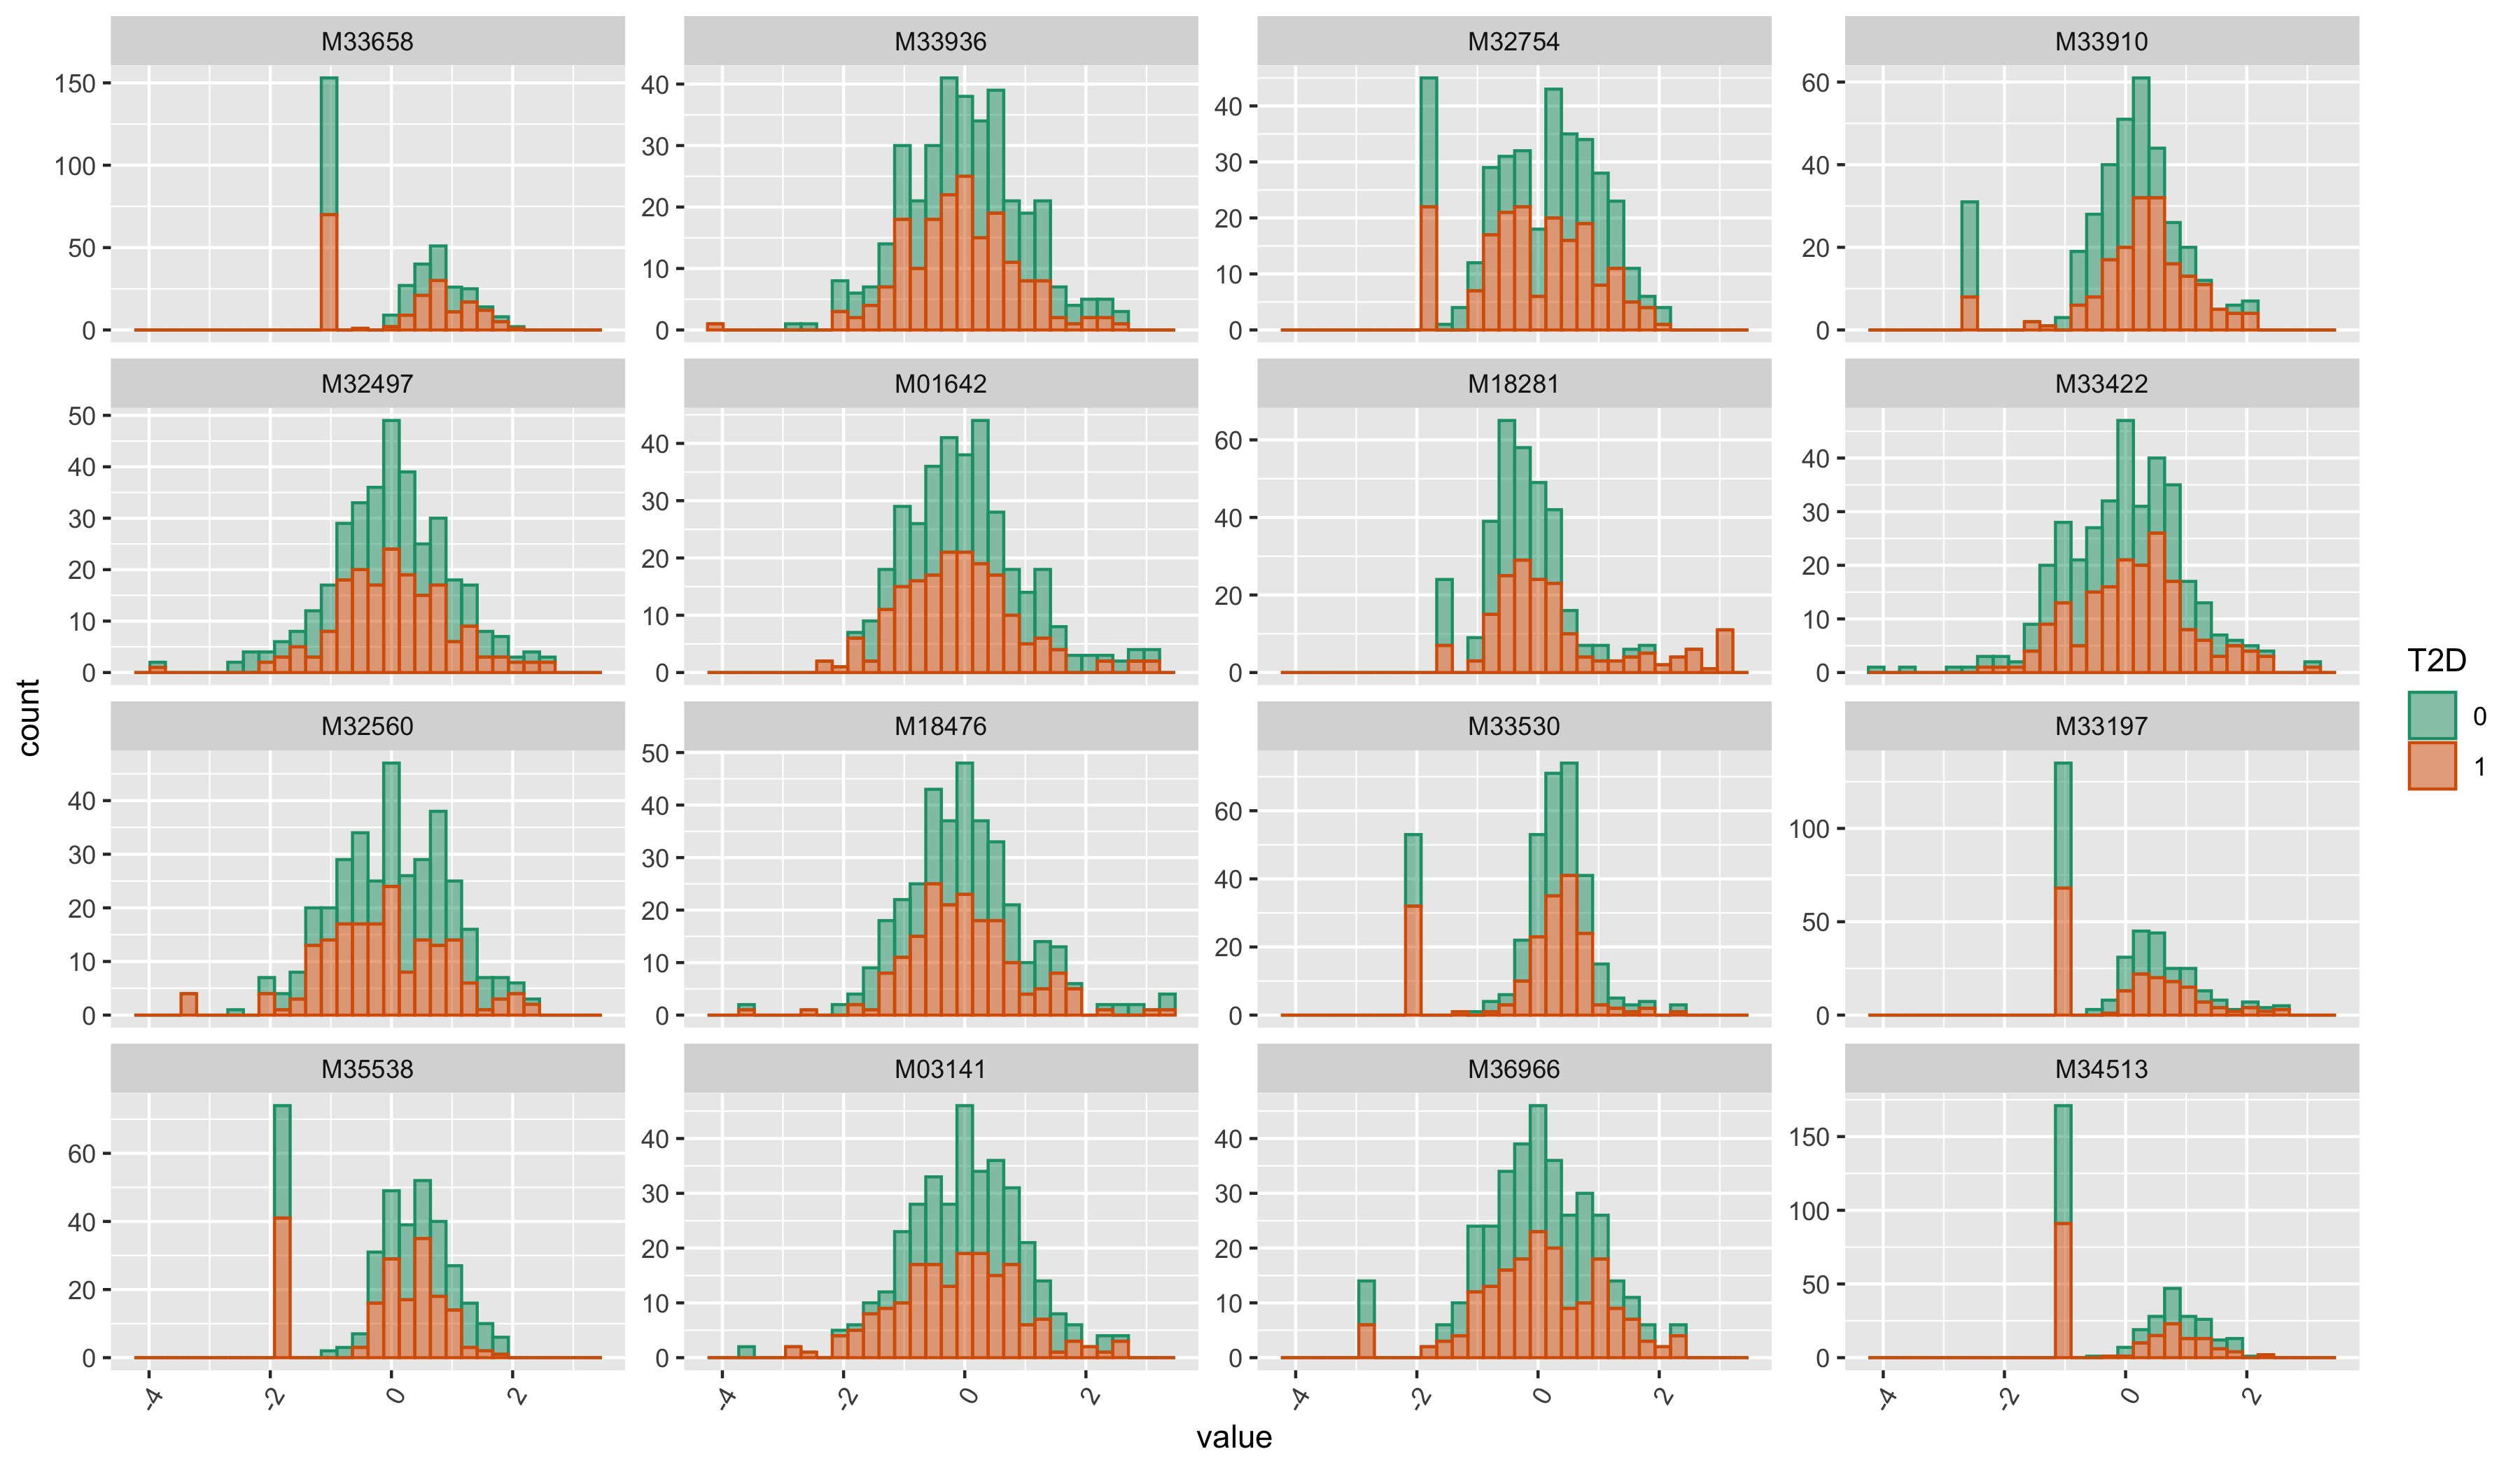 M33658 M33936 M32754 M33910
150 100 50 0
40 30 20 10 0
40 30 20 10 0
60 40 20 0
M32497 M01642 M18281 M33422
50 40 30 20 10 0
40 30 20 10 0
60 40 20 0
40 30 20 10 0
M32560 M18476 M33530 M33197
40 30 20 10 0
50 40 30 20 10 0
60 40 20 0
100 50 0
M35538 M03141 M36966 M34513
60 40 20 0
40 30 20 10 0
40 30 20 10 0
150 100 50 0
-4 -2 0 2 -4 -2 0 2 -4 -2 0 2 -4 -2 0 2
value
count
T2D
0
1